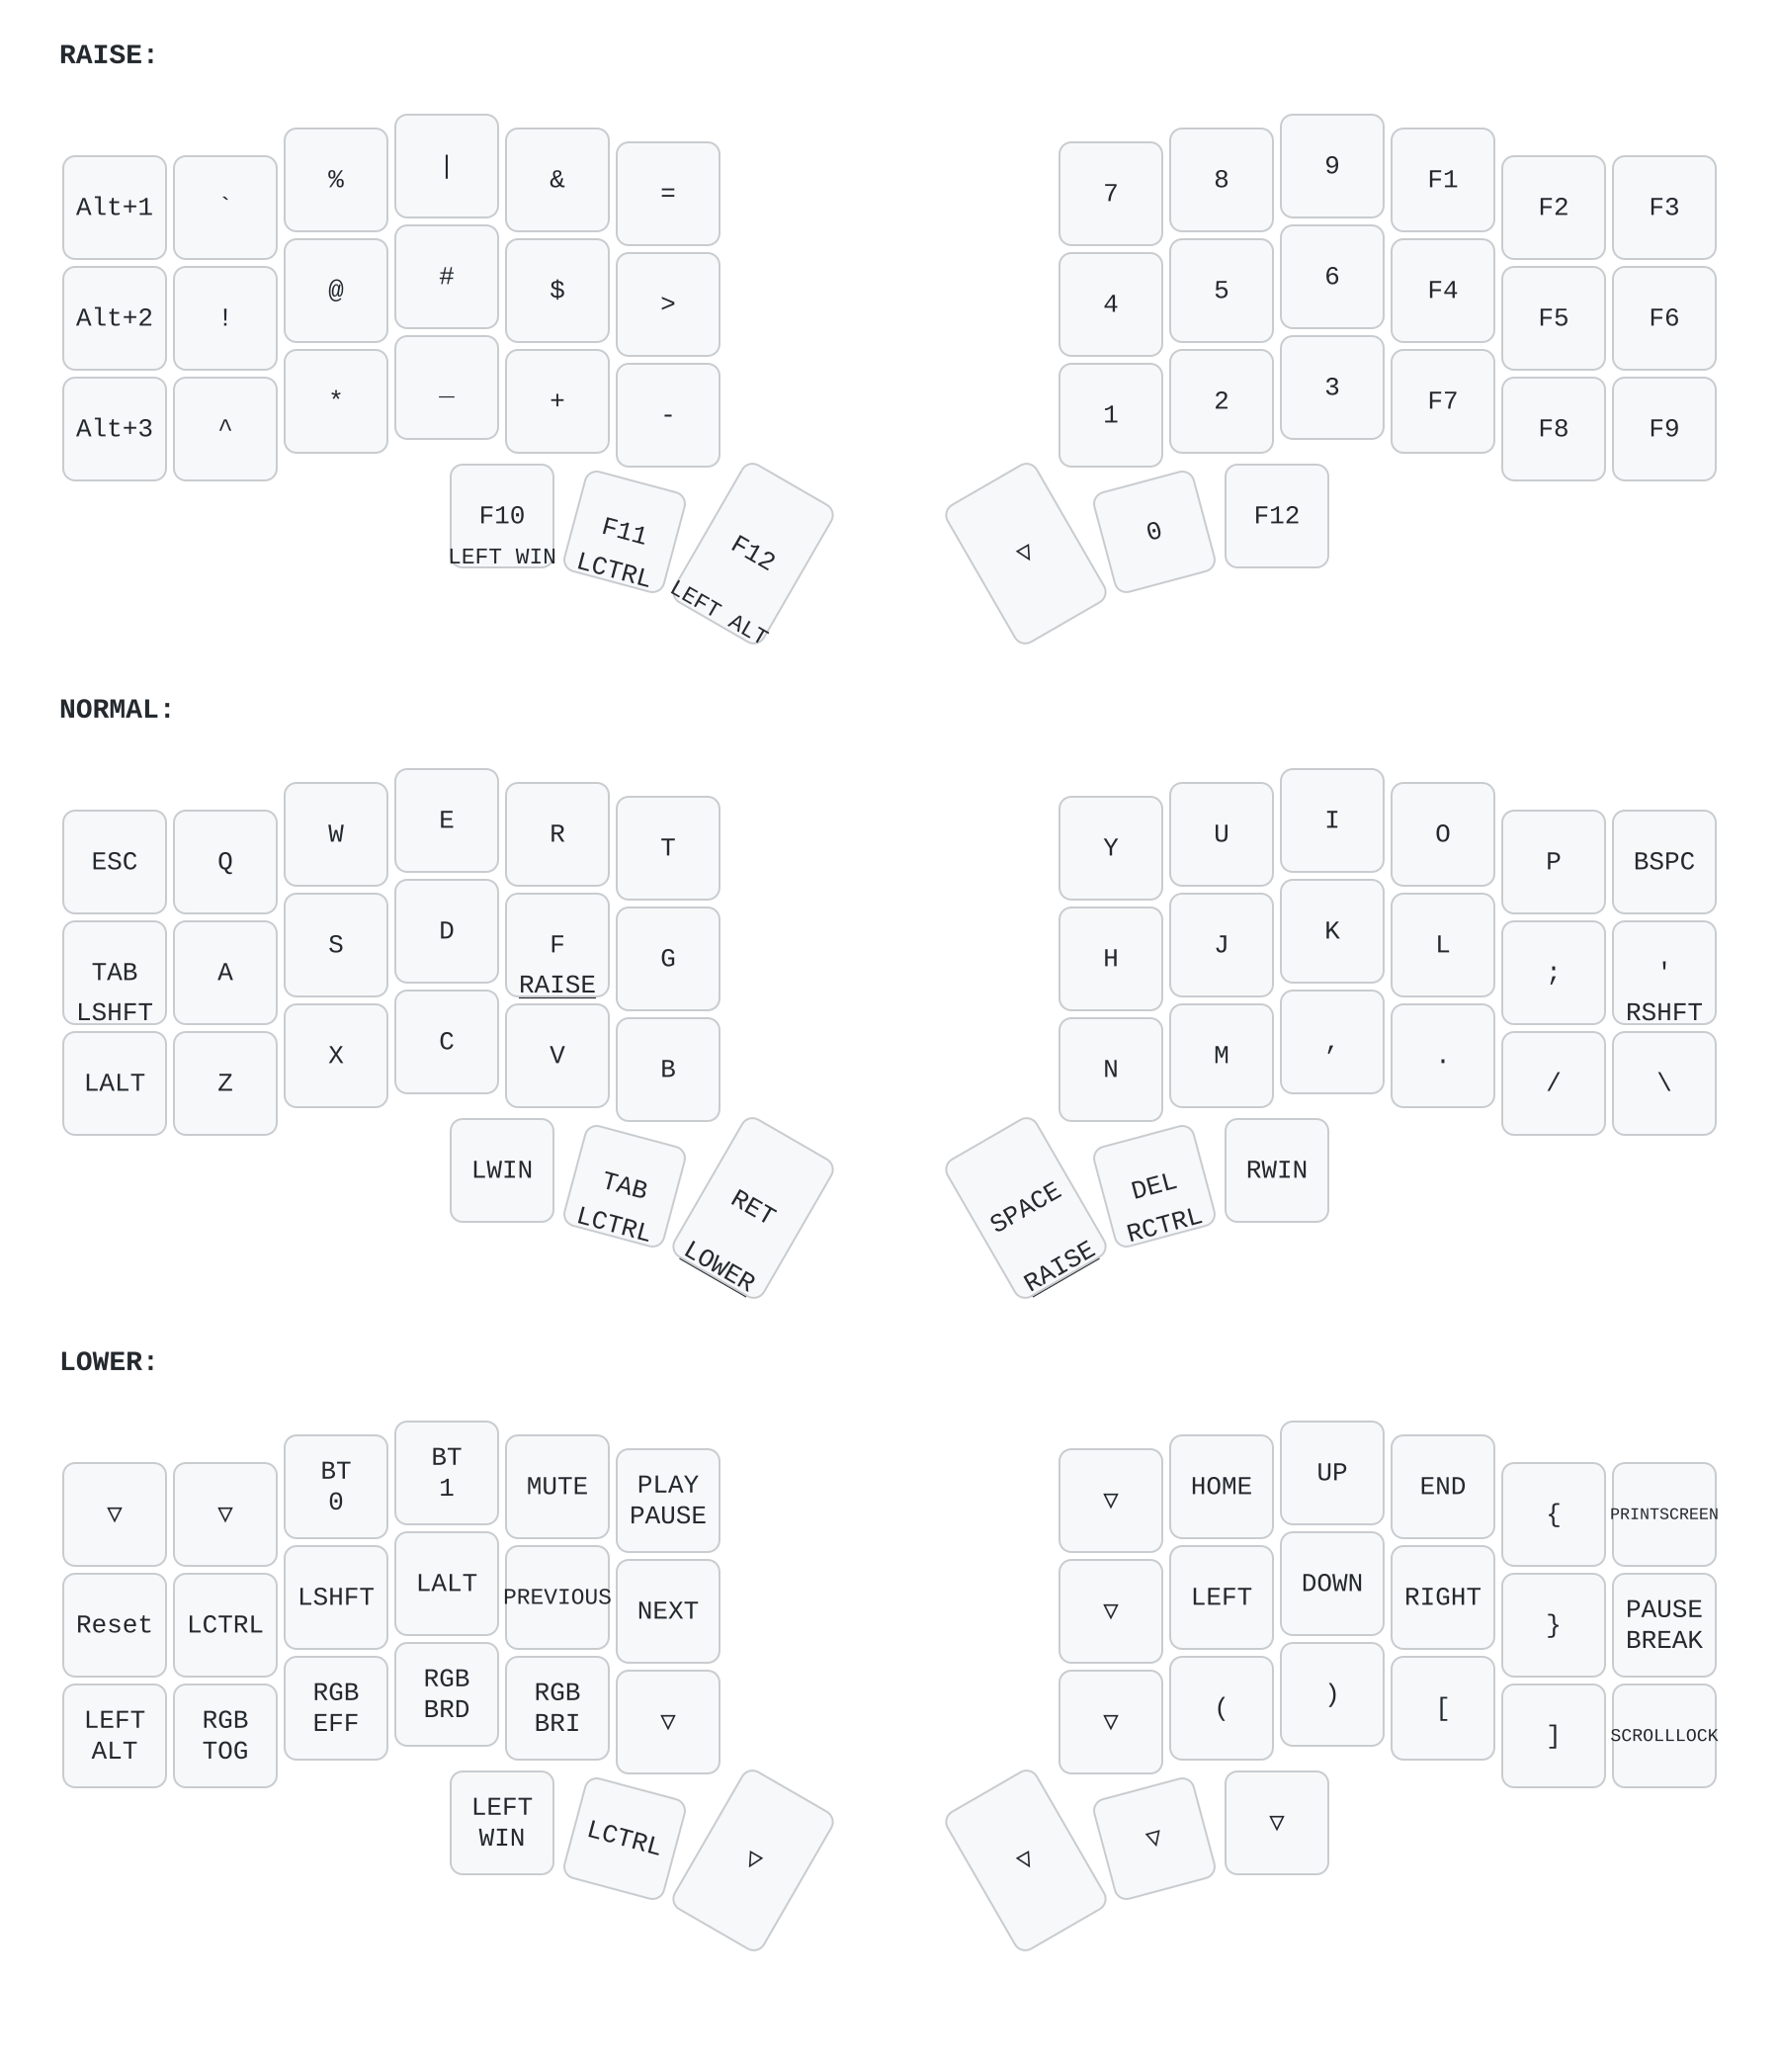 RAISE:
Alt+1 ` % | & = 7 8 9 F1 F2 F3
Alt+2 ! @ # $ > 4 5 6 F4 F5 F6
Alt+3 ^ * _ + - 1 2 3 F7 F8 F9
F10 F11 F12 ▽ 0 F12
LEFT WIN LCTRL LEFT ALT
NORMAL:
ESC Q W E R T Y U I O P BSPC
TAB A S D F G H J K L ; '
LSHFT RAISE RSHFT
LALT Z X C V B N M , . / \
LWIN TAB RET SPACE DEL RWIN
LCTRL LOWER RAISE RCTRL
LOWER:
▽ ▽ BT 0 BT 1 MUTE PLAY PAUSE ▽ HOME UP END { PRINTSCREEN
Reset LCTRL LSHFT LALT PREVIOUS NEXT ▽ LEFT DOWN RIGHT } PAUSE BREAK
LEFT ALT RGB TOG RGB EFF RGB BRD RGB BRI ▽ ▽ ( ) [ ] SCROLLLOCK
LEFT WIN LCTRL ▽ ▽ ▽ ▽